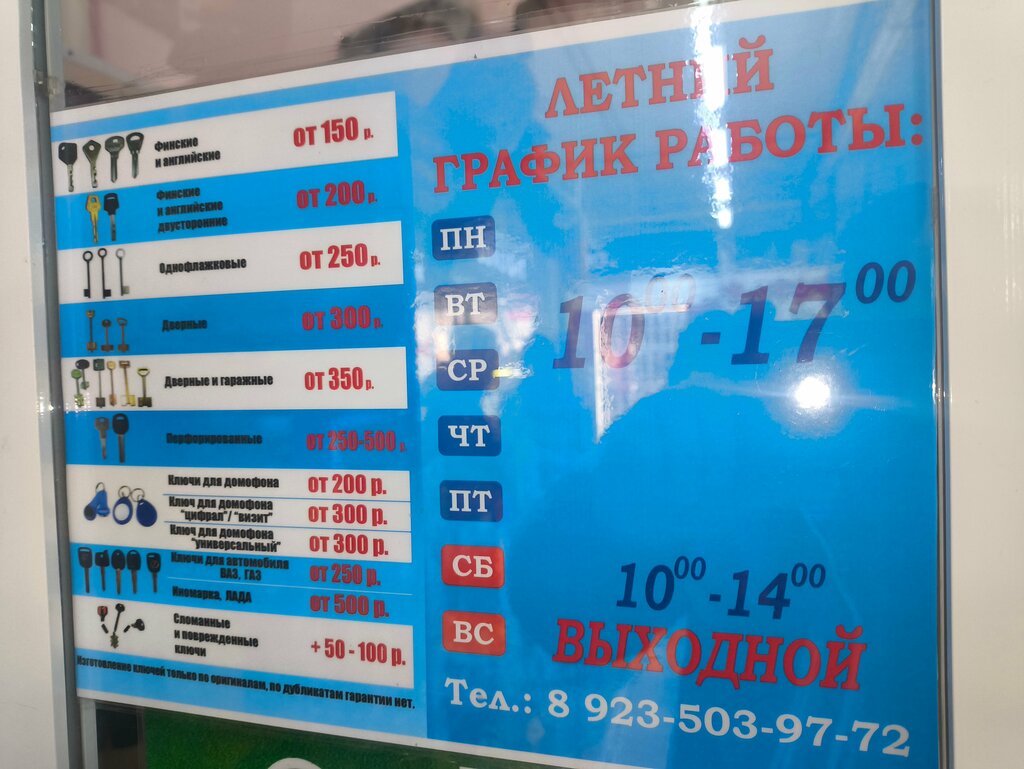 Финские
и английские
от 150 р.
Финские
и английские
двусторонние
от 200 р.
Однофлажковые
от 250 р.
Дверные
от 300 р.
Дверные и гаражные
от 350 р.
Перфорированные
от 250-500 р.
Ключи для домофона
от 200 р.
Ключ для домофона
"цифрал"/ "визит"
от 300 р.
Ключ для домофона
"универсальный"
от 300 р.
Ключи для автомобиля
ВАЗ, ГАЗ
от 250 р.
Иномарка, ЛАДА
от 500 р.
Сломанные
и поврежденные
ключи
+ 50 - 100 р.
Изготовление ключей только по оригиналам, по дубликатам гарантии нет.
ЛЕТНИЙ
ГРАФИК РАБОТЫ:
ПН
ВТ
СР
ЧТ
ПТ
10⁰⁰ -17⁰⁰
СБ
10⁰⁰ -14⁰⁰
ВС
ВЫХОДНОЙ
Тел.: 8 923-503-97-72